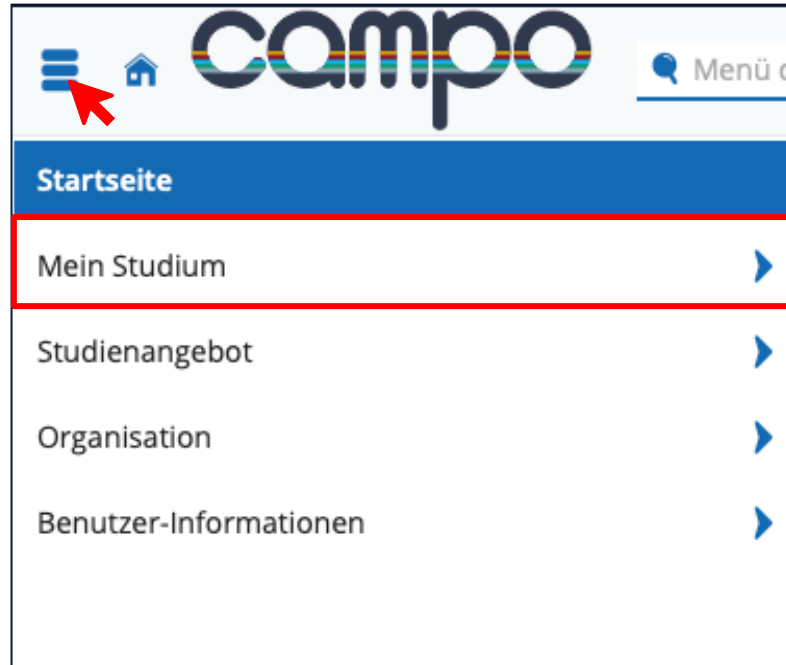 campo
Menü
Startseite
Mein Studium
Studienangebot
Organisation
Benutzer-Informationen